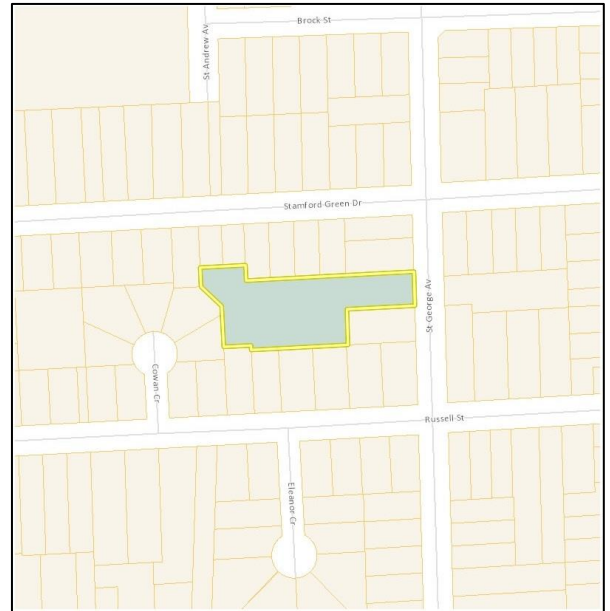 Brock St
St Andrew Av
Stamford Green Dr
St George Av
Cowan Cr
Russell St
Eleanor Cr